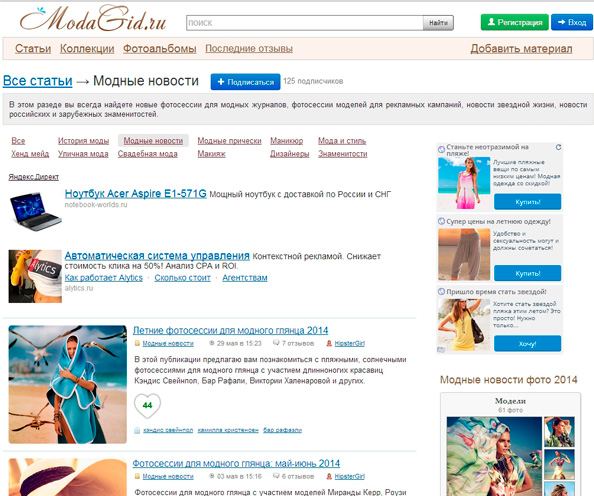 ModaGid.ru
поиск
Найти
Регистрация
Вход
Статьи Коллекции Фотоальбомы Последние отзывы Добавить материал
Все статьи → Модные новости
Подписаться
125 подписчиков
В этом разеде вы всегда найдете новые фотосессии для модных журналов, фотосессии моделей для рекламных кампаний, новости звездной жизни, новости
российских и зарубежных знаменитостей.
Все История моды Модные новости Модные прически Маникюр Мода и стиль
Хенд мейд Уличная мода Свадебная мода Макияж Дизайнеры Знаменитости
Яндекс.Директ
Ноутбук Acer Aspire E1-571G Мощный ноутбук с доставкой по России и СНГ
notebook-worlds.ru
Автоматическая система управления Контекстной рекламой. Снижает
стоимость клика на 50%! Анализ CPA и ROI.
Как работает Alytics · Сколько стоит · Агентствам
alytics.ru
Alytics
Летние фотосессии для модного глянца 2014
Модные новости 29 мая в 15:23 7 отзывов HipsterGirl
В этой публикации предлагаю вам познакомиться с пляжными, солнечными
фотосессиями для модного глянца с участием длинноногих красавиц
Кэндис Свейнпол, Бар Рафали, Виктории Хапенаровой и других.
44
кэндис свейнпол камилла кристенсен бар рафаэли
Фотосессии для модного глянца: май-июнь 2014
Модные новости 03 мая в 15:16 6 отзывов HipsterGirl
Свежие фотосессии для модного глянца с участием моделей Миранды Керр, Роузи
Станьте неотразимой на
пляже!
Лучшие пляжные
вещи по самым
низким ценам! Модная
одежда со скидкой!
Купить!
Супер цены на летнюю одежду!
Удобство и
сексуальность могут и
должны сочетаться!
Купить!
Пришло время стать звездой!
Хотите стать звездой
пляжа этим летом? Это
просто! Нужно
только...
Хочу!
Модные новости фото 2014
Модели
61 фото